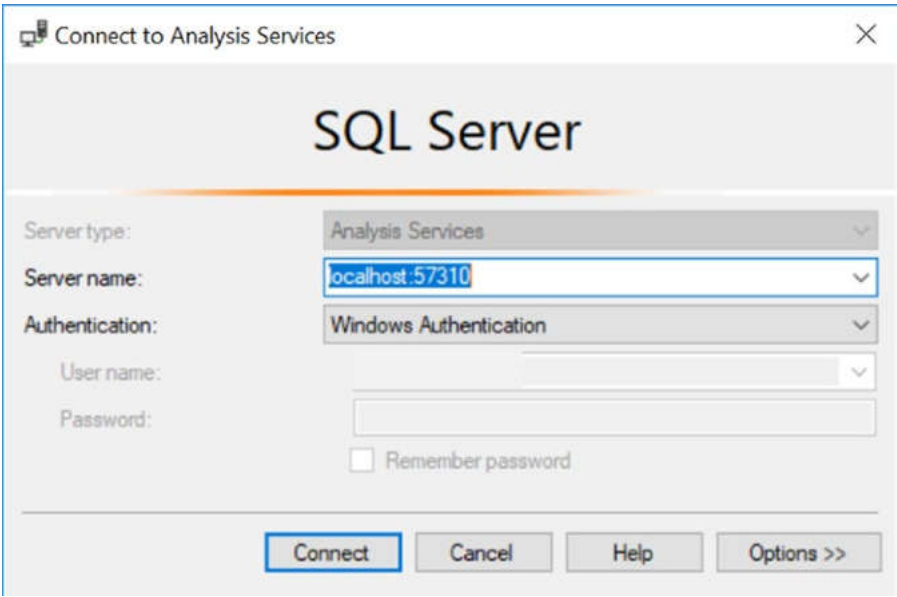 Connect to Analysis Services
SQL Server
Server type: Analysis Services
Server name: localhost:57310
Authentication: Windows Authentication
User name:
Password:
Remember password
Connect Cancel Help Options >>